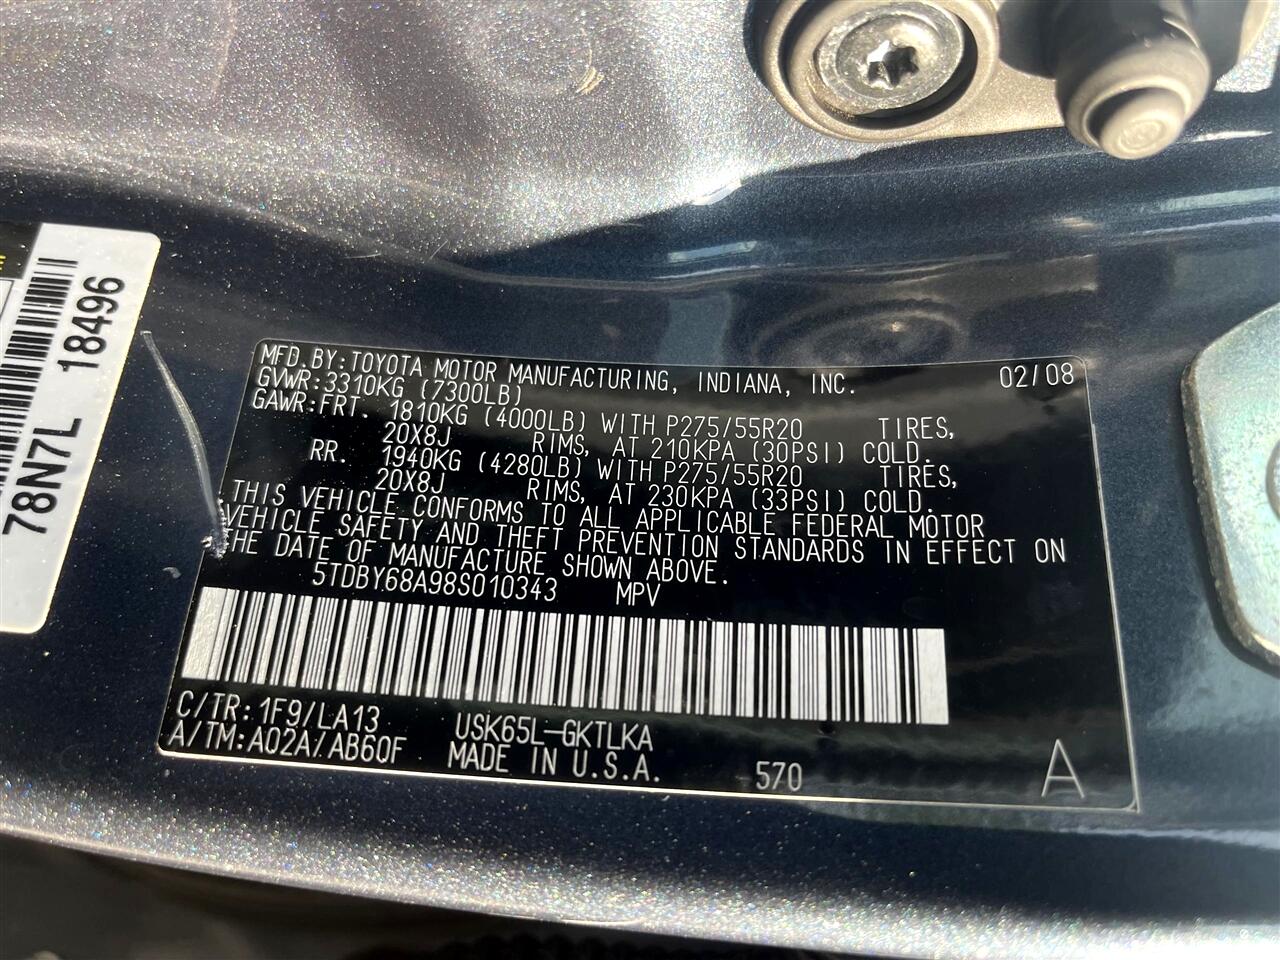 78N7L 18496
MFD.BY:TOYOTA MOTOR MANUFACTURING, INDIANA, INC. 02/08
GVWR:3310KG (7300LB)
GAWR:FRT. 1810KG (4000LB) WITH P275/55R20 TIRES,
20X8J RIMS, AT 210KPA (30PSI) COLD.
RR. 1940KG (4280LB) WITH P275/55R20 TIRES,
20X8J RIMS, AT 230KPA (33PSI) COLD.
THIS VEHICLE CONFORMS TO ALL APPLICABLE FEDERAL MOTOR
VEHICLE SAFETY AND THEFT PREVENTION STANDARDS IN EFFECT ON
THE DATE OF MANUFACTURE SHOWN ABOVE.
5TDBY68A98S010343 MPV
C/TR:1F9/LA13 USK65L-GKTLKA
A/TM:A02A/AB60F MADE IN U.S.A. 570 A